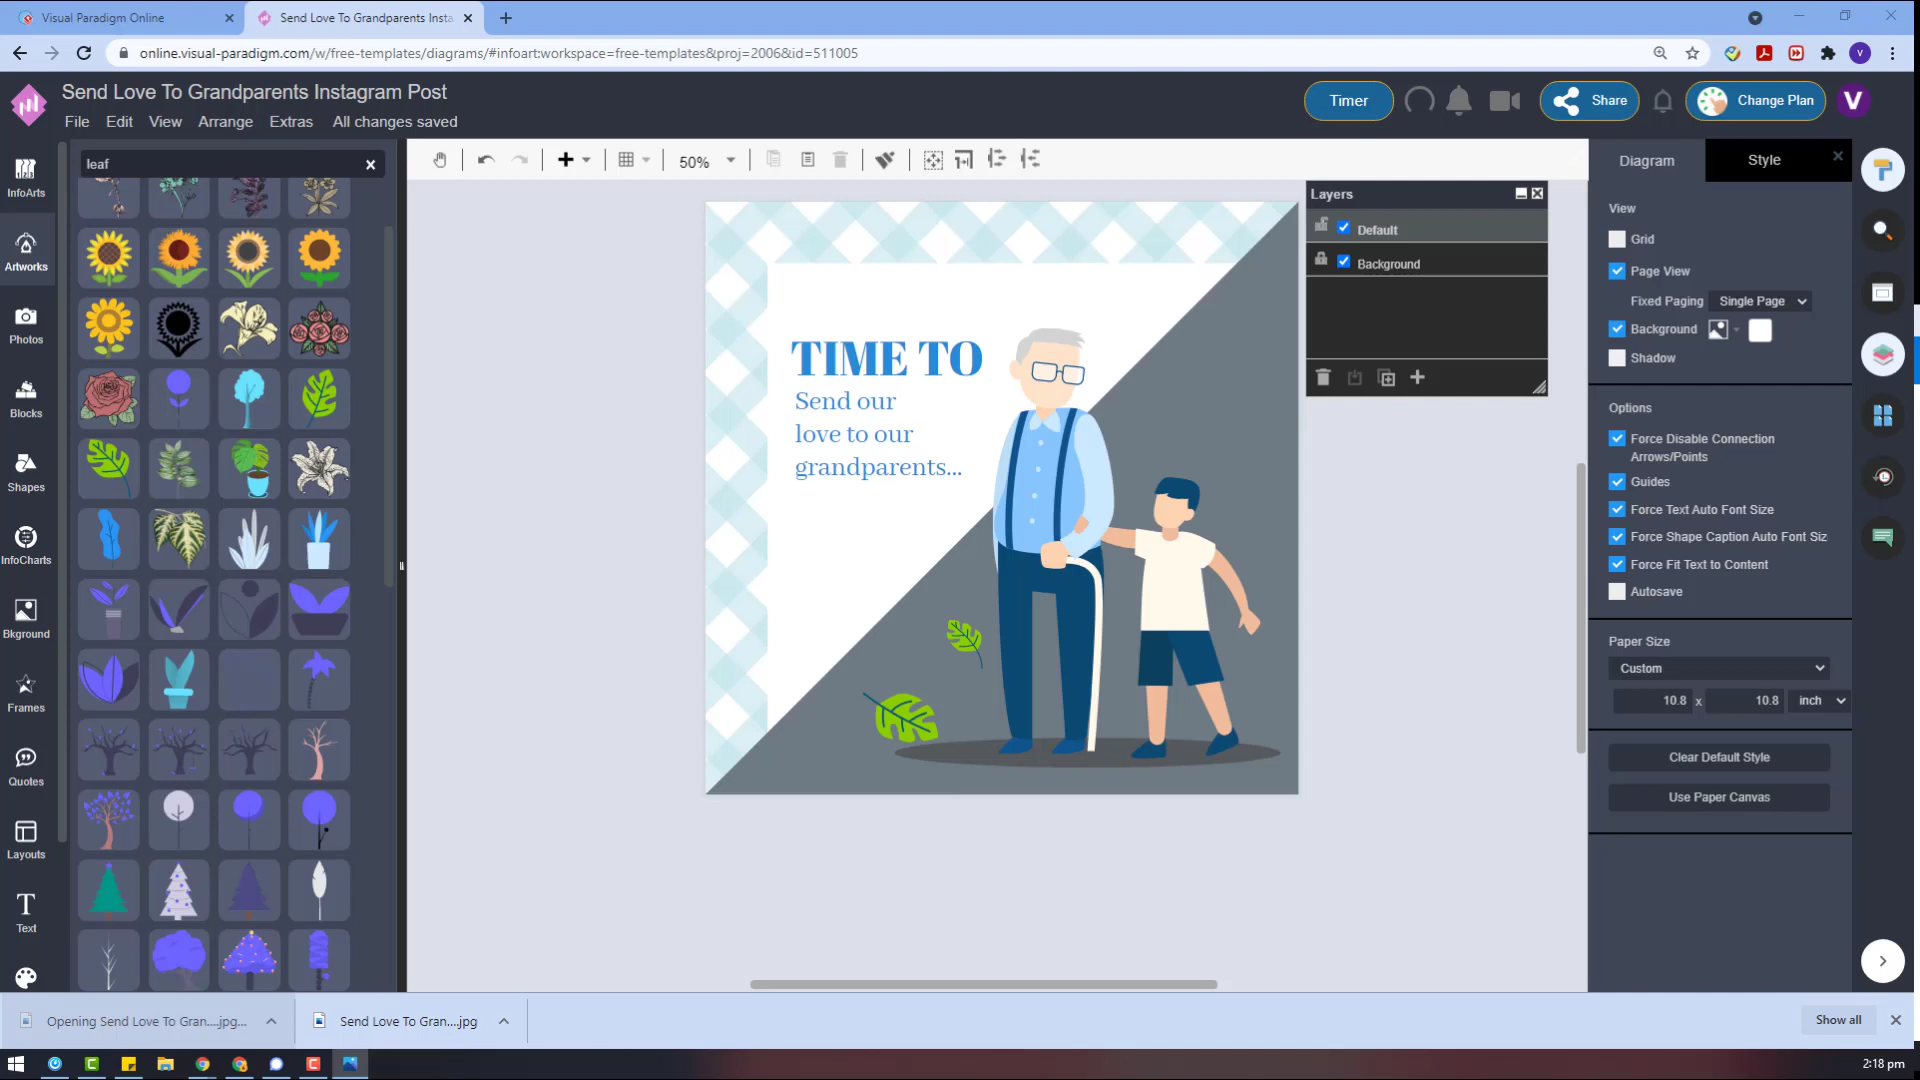 Visual Paradigm Online
Send Love To Grandparents Insta
online.visual-paradigm.com/w/free-templates/diagrams/#infoart:workspace=free-templates&proj=2006&id=511005
V
Send Love To Grandparents Instagram Post
File Edit View Arrange Extras All changes saved
Timer
Share
Change Plan
V
leaf
InfoArts
Artworks
Photos
Blocks
Shapes
InfoCharts
Bkground
Frames
Quotes
Layouts
Text
50%
TIME TO
Send our
love to our
grandparents...
Layers
Default
Background
Diagram
Style
View
Grid
Page View
Fixed Paging Single Page
Background
Shadow
Options
Force Disable Connection
Arrows/Points
Guides
Force Text Auto Font Size
Force Shape Caption Auto Font Siz
Force Fit Text to Content
Autosave
Paper Size
Custom
10.8 x 10.8 inch
Clear Default Style
Use Paper Canvas
Opening Send Love To Gran....jpg...
Send Love To Gran....jpg
Show all
2:18 pm